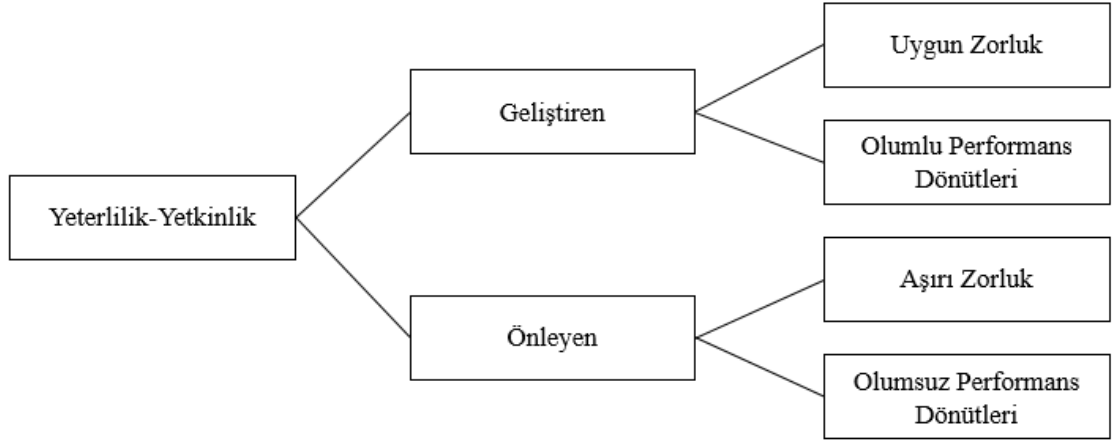 Yeterlilik-Yetkinlik
Geliştiren
Uygun Zorluk
Olumlu Performans
Dönütleri
Önleyen
Aşırı Zorluk
Olumsuz Performans
Dönütleri